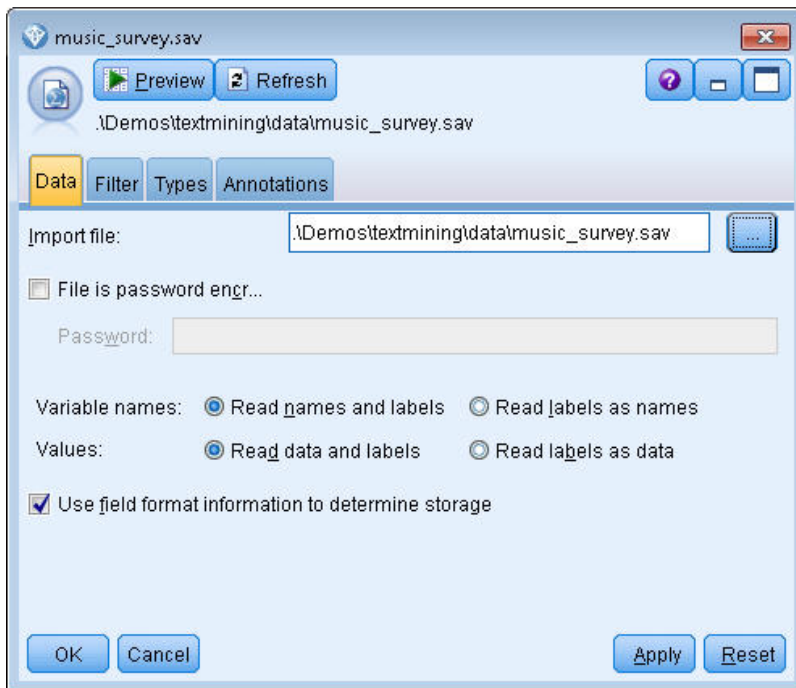 music_survey.sav
Preview Refresh
.\Demos\textmining\data\music_survey.sav
Data Filter Types Annotations
Import file: .\Demos\textmining\data\music_survey.sav ...
File is password encr...
Password:
Variable names: Read names and labels Read labels as names
Values: Read data and labels Read labels as data
Use field format information to determine storage
OK Cancel Apply Reset